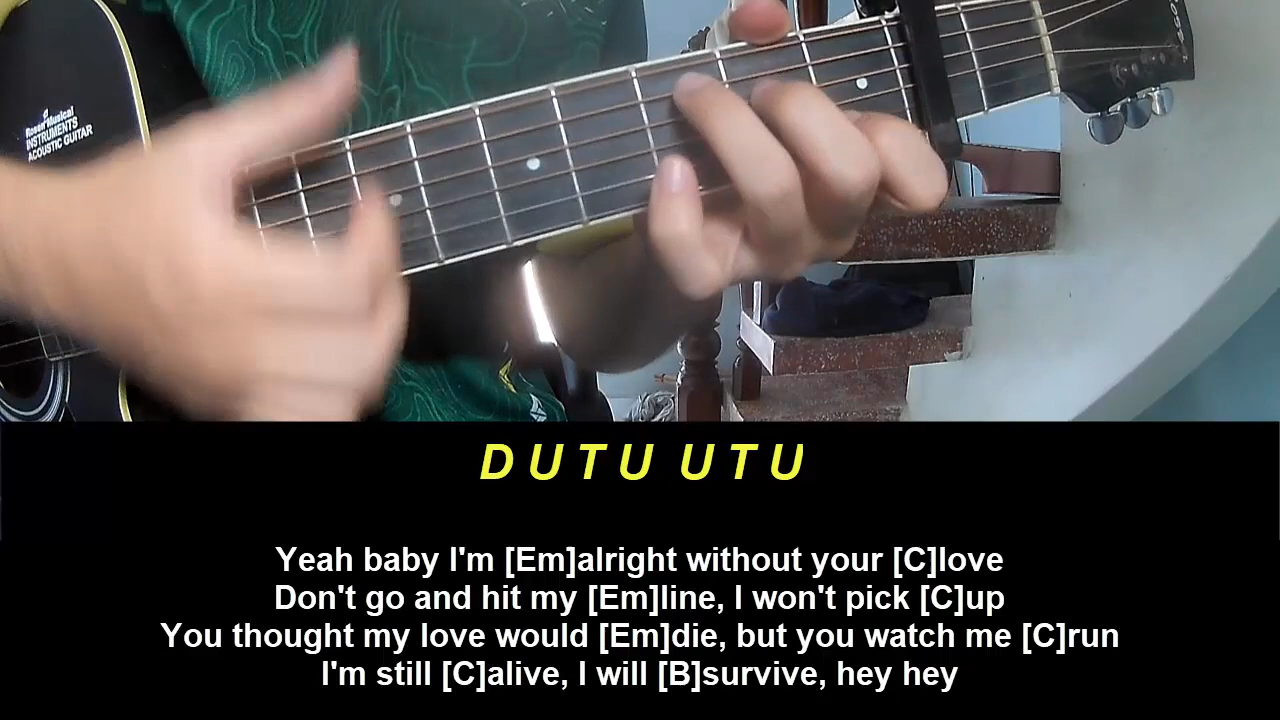 Rosen Musical
INSTRUMENTS
ACOUSTIC GUITAR
D U T U U T U
Yeah baby I'm [Em]alright without your [C]love
Don't go and hit my [Em]line, I won't pick [C]up
You thought my love would [Em]die, but you watch me [C]run
I'm still [C]alive, I will [B]survive, hey hey